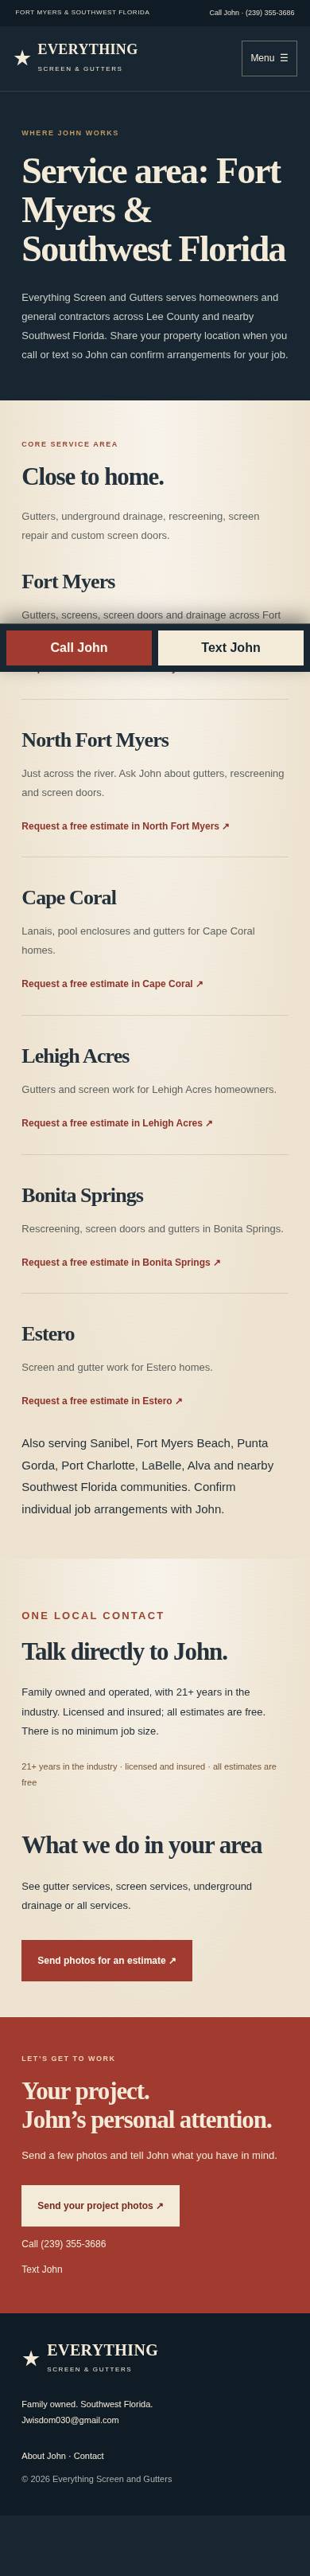 FORT MYERS & SOUTHWEST FLORIDA
Call John · (239) 355-3686
EVERYTHING
SCREEN & GUTTERS
Menu ☰
WHERE JOHN WORKS
Service area: Fort
Myers &
Southwest Florida
Everything Screen and Gutters serves homeowners and
general contractors across Lee County and nearby
Southwest Florida. Share your property location when you
call or text so John can confirm arrangements for your job.
CORE SERVICE AREA
Close to home.
Gutters, underground drainage, rescreening, screen
repair and custom screen doors.
Fort Myers
Gutters, screens, screen doors and drainage across Fort
Call John
Text John
North Fort Myers
Just across the river. Ask John about gutters, rescreening
and screen doors.
Request a free estimate in North Fort Myers ↗
Cape Coral
Lanais, pool enclosures and gutters for Cape Coral
homes.
Request a free estimate in Cape Coral ↗
Lehigh Acres
Gutters and screen work for Lehigh Acres homeowners.
Request a free estimate in Lehigh Acres ↗
Bonita Springs
Rescreening, screen doors and gutters in Bonita Springs.
Request a free estimate in Bonita Springs ↗
Estero
Screen and gutter work for Estero homes.
Request a free estimate in Estero ↗
Also serving Sanibel, Fort Myers Beach, Punta
Gorda, Port Charlotte, LaBelle, Alva and nearby
Southwest Florida communities. Confirm
individual job arrangements with John.
ONE LOCAL CONTACT
Talk directly to John.
Family owned and operated, with 21+ years in the
industry. Licensed and insured; all estimates are free.
There is no minimum job size.
21+ years in the industry · licensed and insured · all estimates are
free
What we do in your area
See gutter services, screen services, underground
drainage or all services.
Send photos for an estimate ↗
LET'S GET TO WORK
Your project.
John’s personal attention.
Send a few photos and tell John what you have in mind.
Send your project photos ↗
Call (239) 355-3686
Text John
EVERYTHING
SCREEN & GUTTERS
Family owned. Southwest Florida.
Jwisdom030@gmail.com
About John · Contact
© 2026 Everything Screen and Gutters